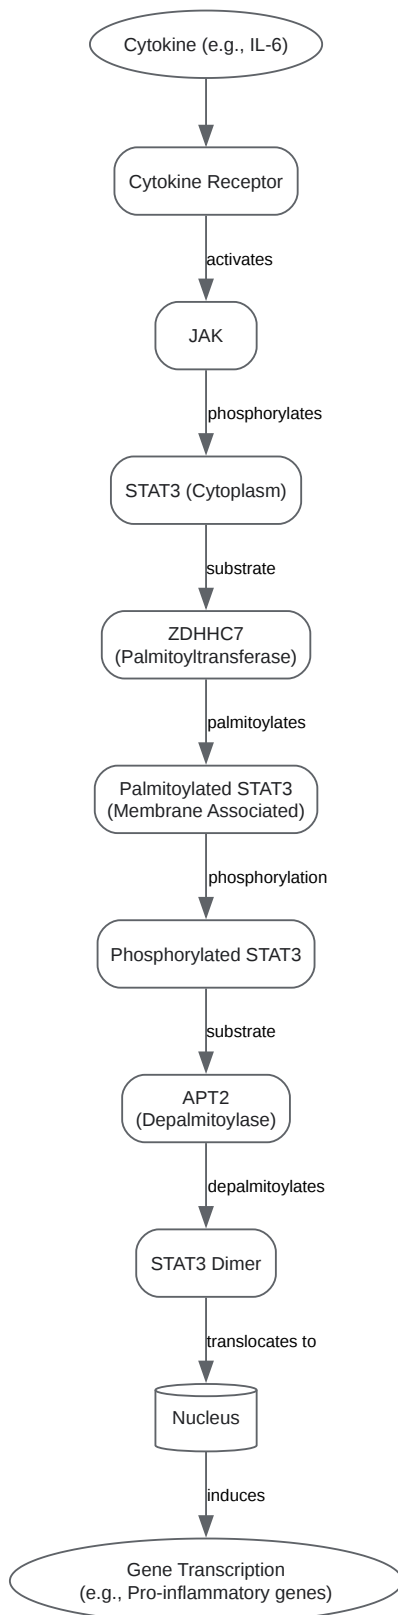 Cytokine (e.g., IL-6)
Cytokine Receptor
activates
JAK
phosphorylates
STAT3 (Cytoplasm)
substrate
ZDHHC7
(Palmitoyltransferase)
palmitoylates
Palmitoylated STAT3
(Membrane Associated)
phosphorylation
Phosphorylated STAT3
substrate
APT2
(Depalmitoylase)
depalmitoylates
STAT3 Dimer
translocates to
Nucleus
induces
Gene Transcription
(e.g., Pro-inflammatory genes)